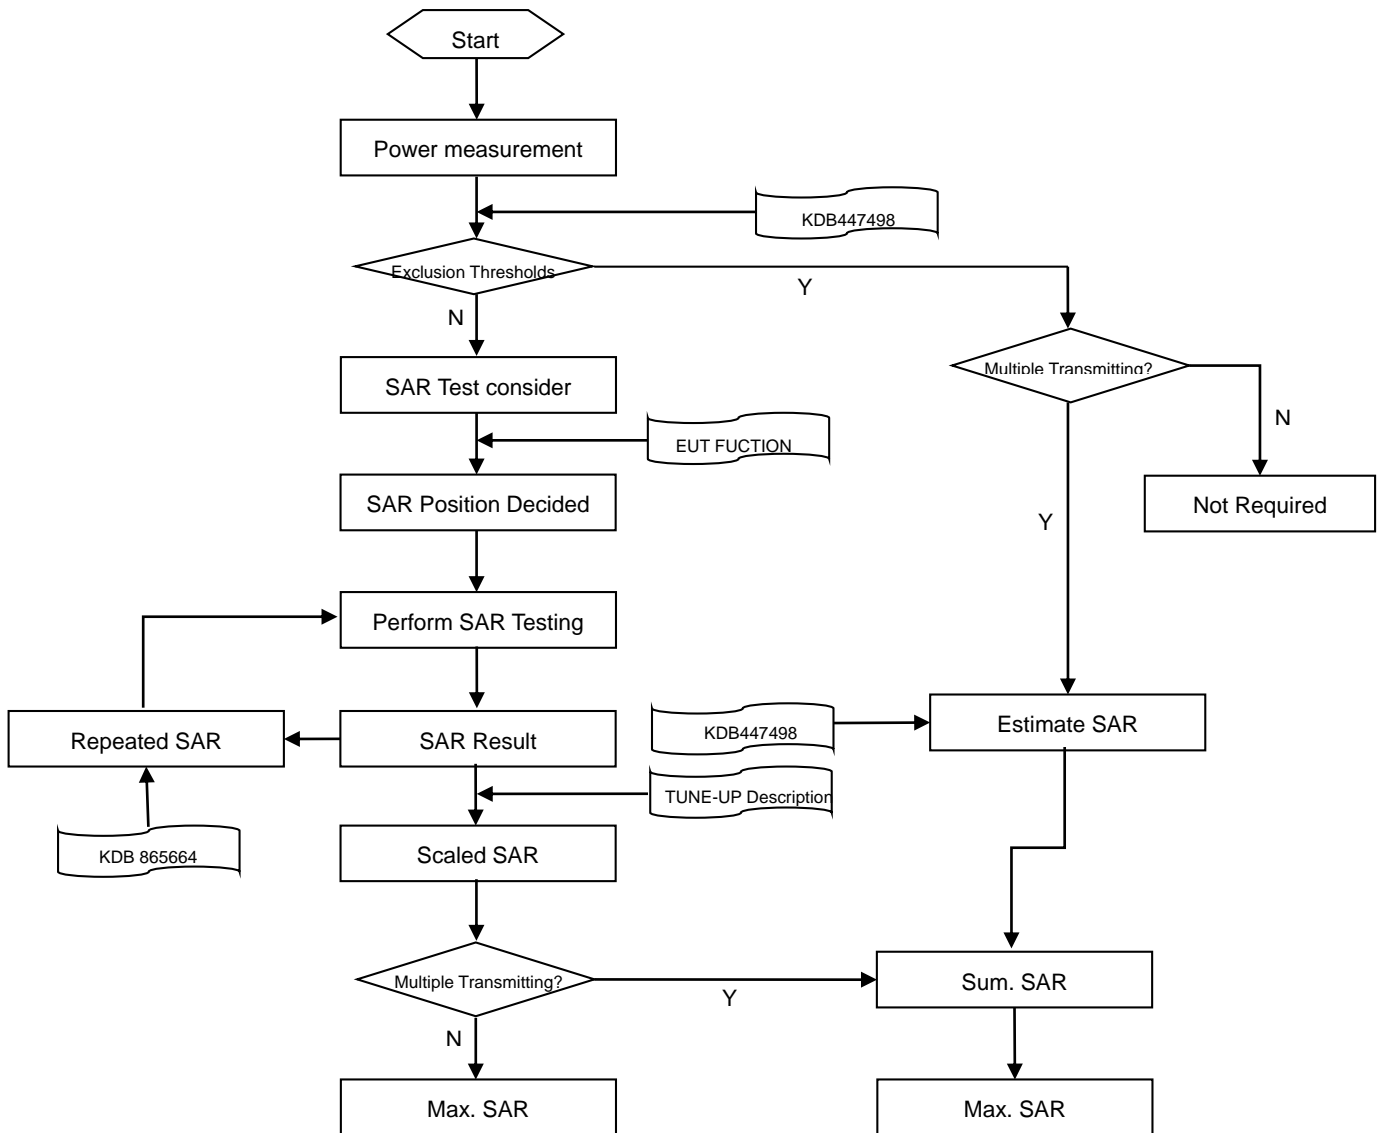 Start
Power measurement
KDB447498
Exclusion Thresholds
Y
N
Multiple Transmitting?
SAR Test consider
N
EUT FUCTION
SAR Position Decided
Not Required
Y
Perform SAR Testing
Repeated SAR
SAR Result
KDB447498
Estimate SAR
TUNE-UP Description
KDB 865664
Scaled SAR
Multiple Transmitting?
Y
Sum. SAR
N
Max. SAR
Max. SAR